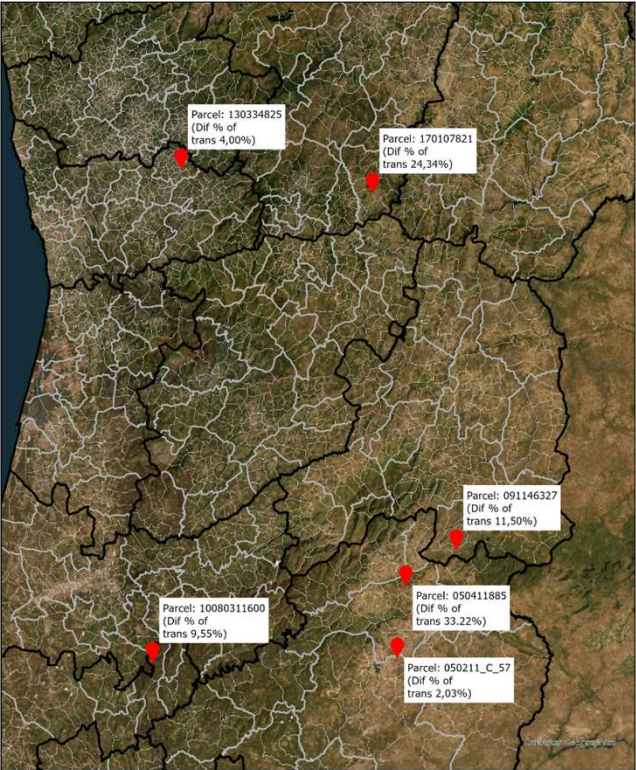 Parcel: 130334825
(Dif % of
trans 4,00%)
Parcel: 170107821
(Dif % of
trans 24,34%)
Parcel: 091146327
(Dif % of
trans 11,50%)
Parcel: 050411885
(Dif % of
trans 33.22%)
Parcel: 10080311600
(Dif % of
trans 9,55%)
Parcel: 050211_C_57
(Dif % of
trans 2,03%)